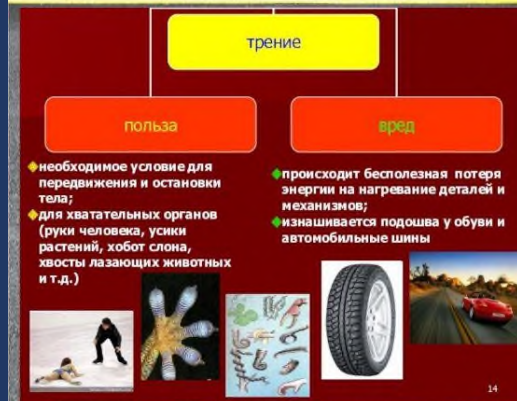 трение
польза
необходимое условие для
передвижения и остановки
тела;
для хватательных органов
(руки человека, усики
растений, хобот слона,
хвосты лазающих животных
и т.д.)
вред
происходит бесполезная потеря
энергии на нагревание деталей и
механизмов;
изнашивается подошва у обуви и
автомобильные шины
14